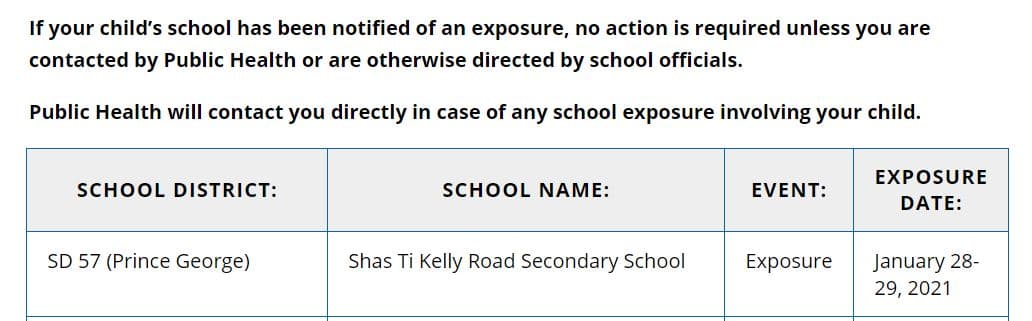 If your child’s school has been notified of an exposure, no action is required unless you are
contacted by Public Health or are otherwise directed by school officials.
Public Health will contact you directly in case of any school exposure involving your child.
SCHOOL DISTRICT:
SCHOOL NAME:
EVENT:
EXPOSURE
DATE:
SD 57 (Prince George)
Shas Ti Kelly Road Secondary School
Exposure
January 28-
29, 2021